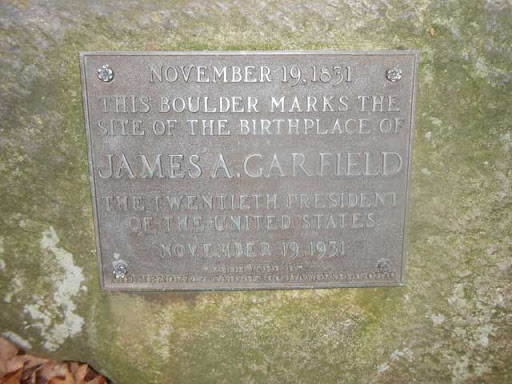 NOVEMBER 19, 1831
THIS BOULDER MARKS THE
SITE OF THE BIRTHPLACE OF
JAMES A. GARFIELD
THE TWENTIETH PRESIDENT
OF THE UNITED STATES
NOVEMBER 19, 1931